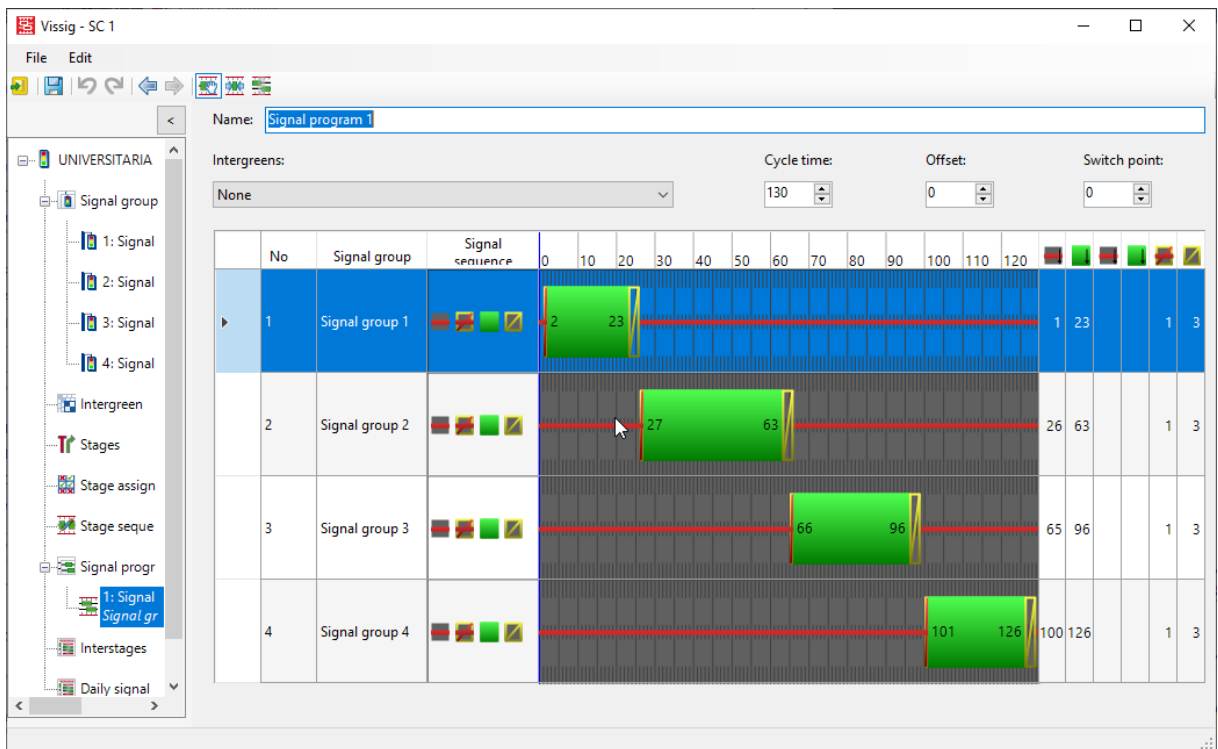 Vissig - SC 1
File Edit
<
Name: Signal program 1
UNIVERSITARIA
Signal group
1: Signal
2: Signal
3: Signal
4: Signal
Intergreen
Stages
Stage assign
Stage seque
Signal progr
1: Signal
Signal gr
Interstages
Daily signal
Intergreens: Cycle time: Offset: Switch point:
None 130 0 0
No Signal group Signal sequence 0 10 20 30 40 50 60 70 80 90 100 110 120
1 Signal group 1 2 23 1 23 1 3
2 Signal group 2 27 63 26 63 1 3
3 Signal group 3 66 96 65 96 1 3
4 Signal group 4 101 126 100 126 1 3